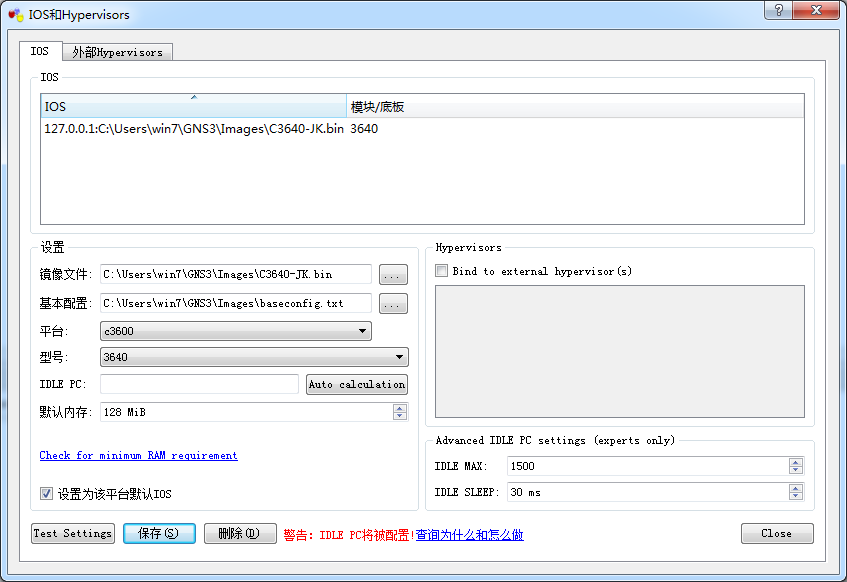 IOS和Hypervisors
IOS 外部Hypervisors
IOS
IOS 模块/底板
127.0.0.1:C:\Users\win7\GNS3\Images\C3640-JK.bin 3640
设置
镜像文件: C:\Users\win7\GNS3\Images\C3640-JK.bin ...
基本配置: C:\Users\win7\GNS3\Images\baseconfig.txt ...
平台: c3600
型号: 3640
IDLE PC: Auto calculation
默认内存: 128 MiB
Check for minimum RAM requirement
设置为该平台默认IOS
Hypervisors
Bind to external hypervisor(s)
Advanced IDLE PC settings (experts only)
IDLE MAX: 1500
IDLE SLEEP: 30 ms
Test Settings 保存(S) 删除(D) 警告: IDLE PC将被配置!查询为什么和怎么做 Close